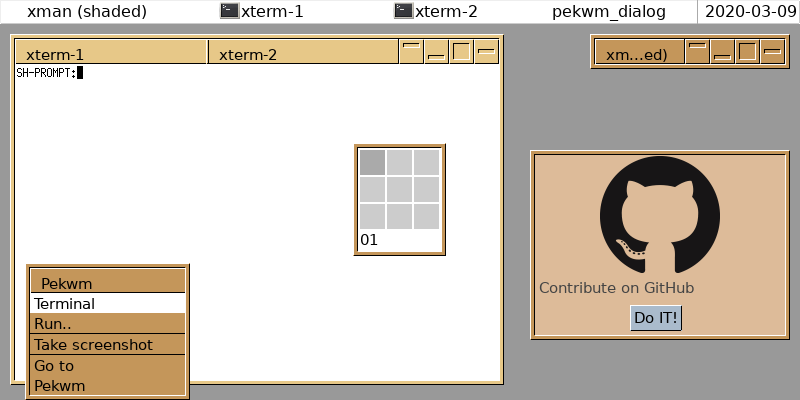 xman (shaded) xterm-1 xterm-2 pekwm_dialog 2020-03-09
xterm-1 xterm-2
xm...ed)
SH-PROMPT:
01
Contribute on GitHub
Do IT!
Pekwm
Terminal
Run..
Take screenshot
Go to
Pekwm